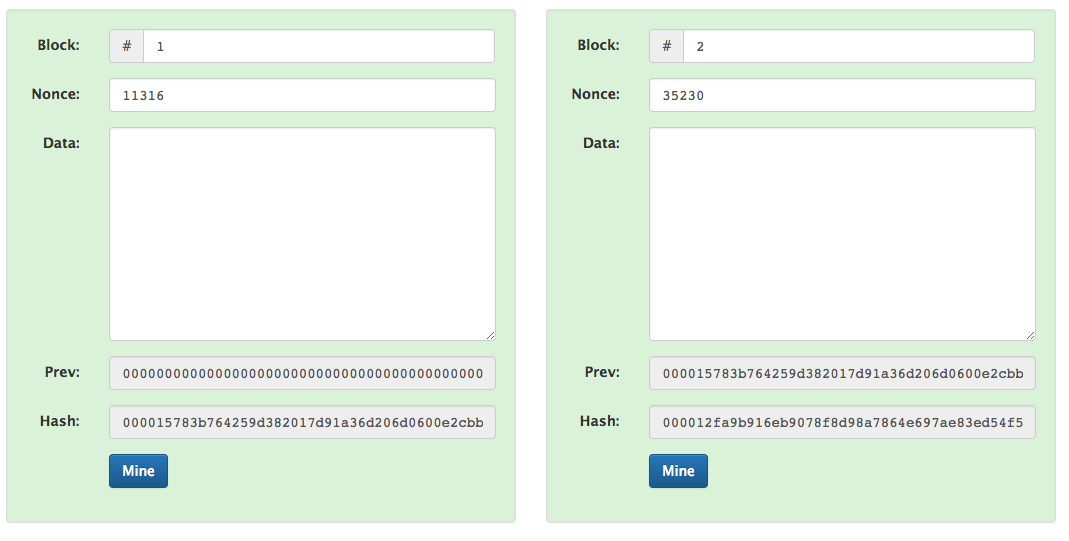 Block:
# 1
Nonce:
11316
Data:
Prev:
0000000000000000000000000000000000000000000
Hash:
000015783b764259d382017d91a36d206d0600e2cbb
Mine
Block:
# 2
Nonce:
35230
Data:
Prev:
000015783b764259d382017d91a36d206d0600e2cbb
Hash:
000012fa9b916eb9078f8d98a7864e697ae83ed54f5
Mine